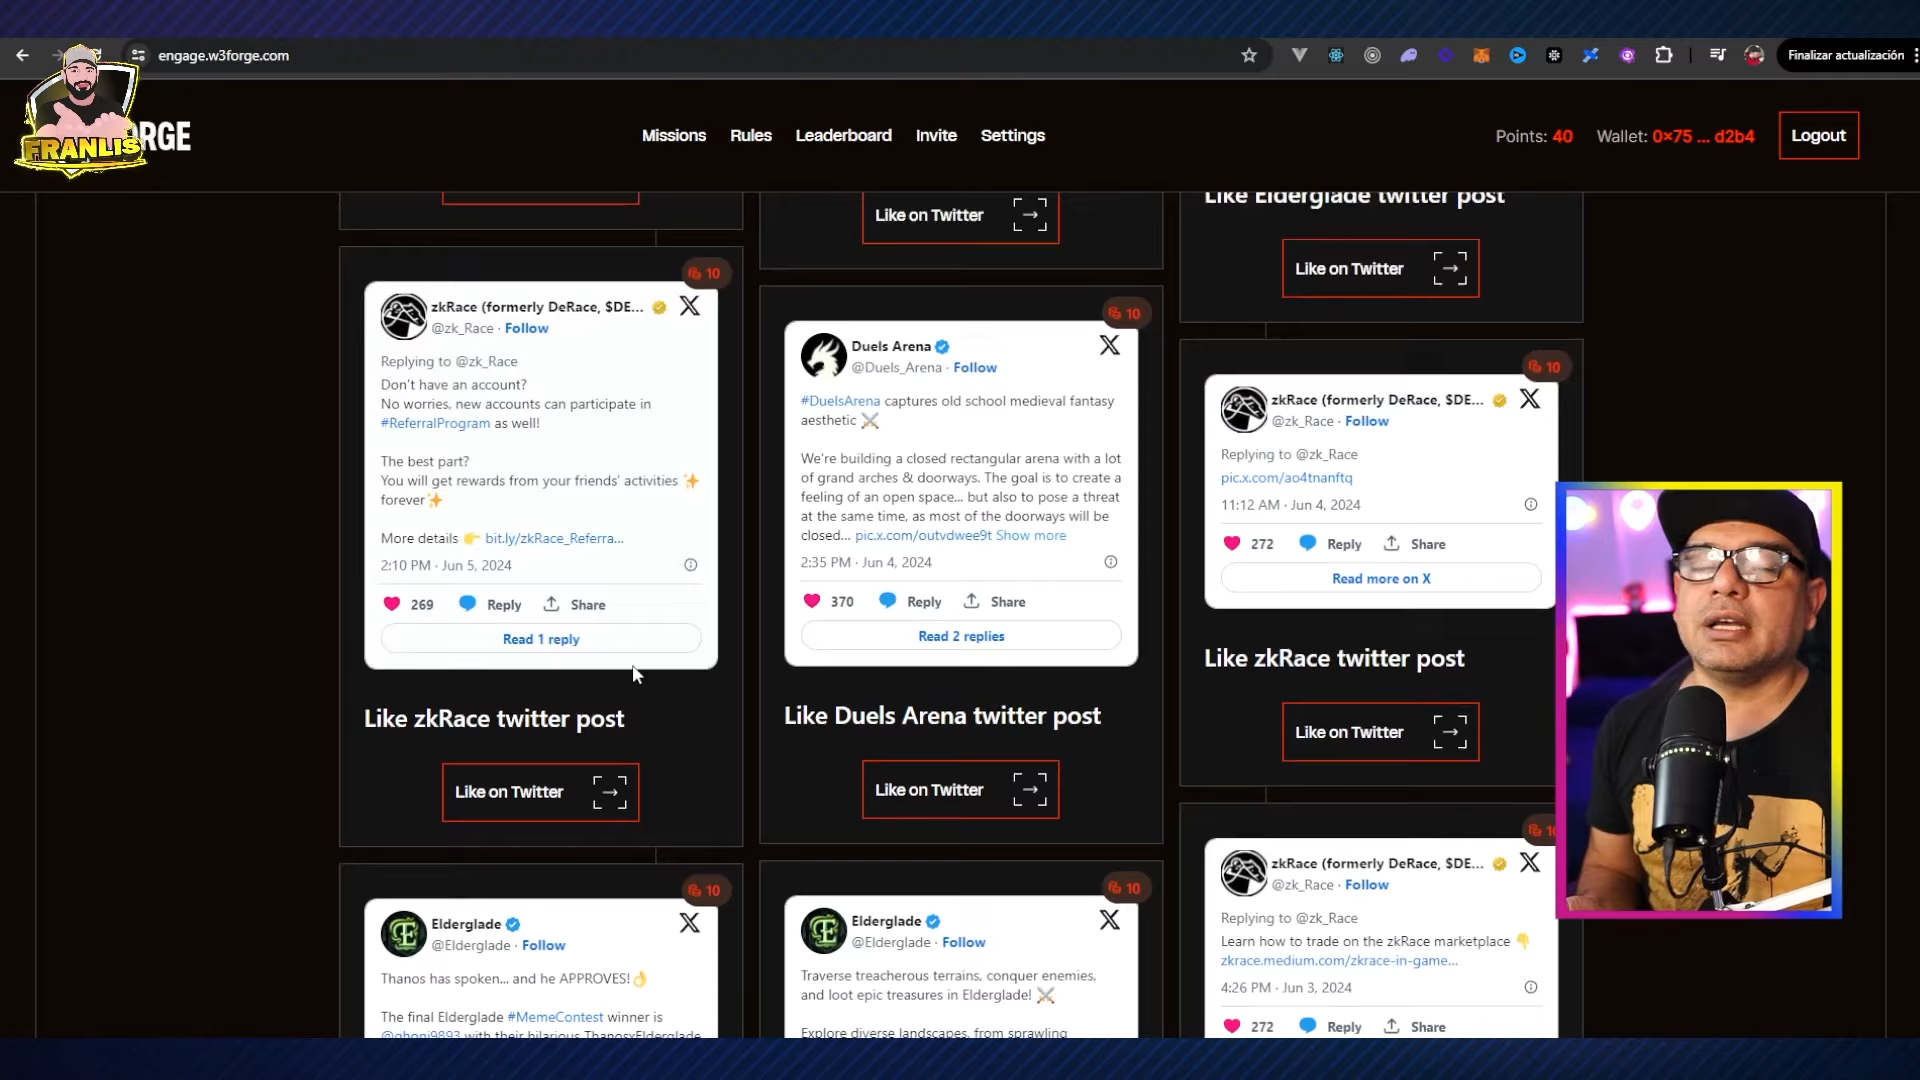 engage.w3forge.com
Finalizar actualización
FRANLIS
RGE
Missions
Rules
Leaderboard
Invite
Settings
Points: 40
Wallet: 0×75 ... d2b4
Logout
10
zkRace (formerly DeRace, $DE...
@zk_Race · Follow
Replying to @zk_Race
Don't have an account?
No worries, new accounts can participate in
#ReferralProgram as well!
The best part?
You will get rewards from your friends' activities ✨
forever✨
More details 👉 bit.ly/zkRace_Referra...
2:10 PM · Jun 5, 2024
269
Reply
Share
Read 1 reply
Like zkRace twitter post
Like on Twitter
10
Elderglade
@Elderglade · Follow
Thanos has spoken... and he APPROVES!👌
The final Elderglade #MemeContest winner is
@ghoni9893 with their hilarious ThanosxElderglade
Like on Twitter
10
Duels Arena
@Duels_Arena · Follow
#DuelsArena captures old school medieval fantasy
aesthetic ⚔️
We're building a closed rectangular arena with a lot
of grand arches & doorways. The goal is to create a
feeling of an open space... but also to pose a threat
at the same time, as most of the doorways will be
closed... pic.x.com/outvdwee9t Show more
2:35 PM · Jun 4, 2024
370
Reply
Share
Read 2 replies
Like Duels Arena twitter post
Like on Twitter
10
Elderglade
@Elderglade · Follow
Traverse treacherous terrains, conquer enemies,
and loot epic treasures in Elderglade! ⚔️
Explore diverse landscapes, from sprawling
Like Elderglade twitter post
Like on Twitter
10
zkRace (formerly DeRace, $DE...
@zk_Race · Follow
Replying to @zk_Race
pic.x.com/ao4tnanftq
11:12 AM · Jun 4, 2024
272
Reply
Share
Read more on X
Like zkRace twitter post
Like on Twitter
10
zkRace (formerly DeRace, $DE...
@zk_Race · Follow
Replying to @zk_Race
Learn how to trade on the zkRace marketplace 👇
zkrace.medium.com/zkrace-in-game...
4:26 PM · Jun 3, 2024
272
Reply
Share